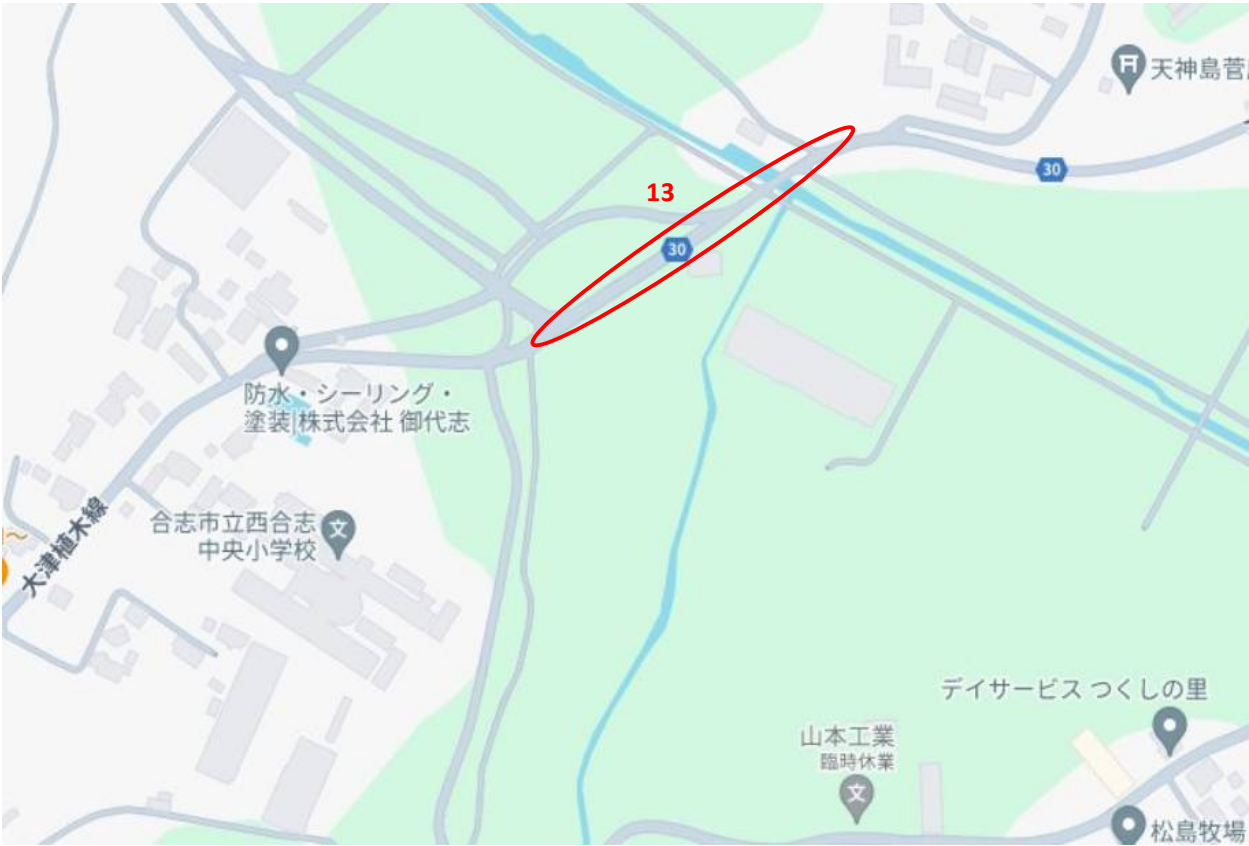 天神島菅
30
13
30
防水・シーリング・
塗装|株式会社 御代志
合志市立西合志
中央小学校
文
大津植木線
デイサービス つくしの里
山本工業
臨時休業
文
松島牧場